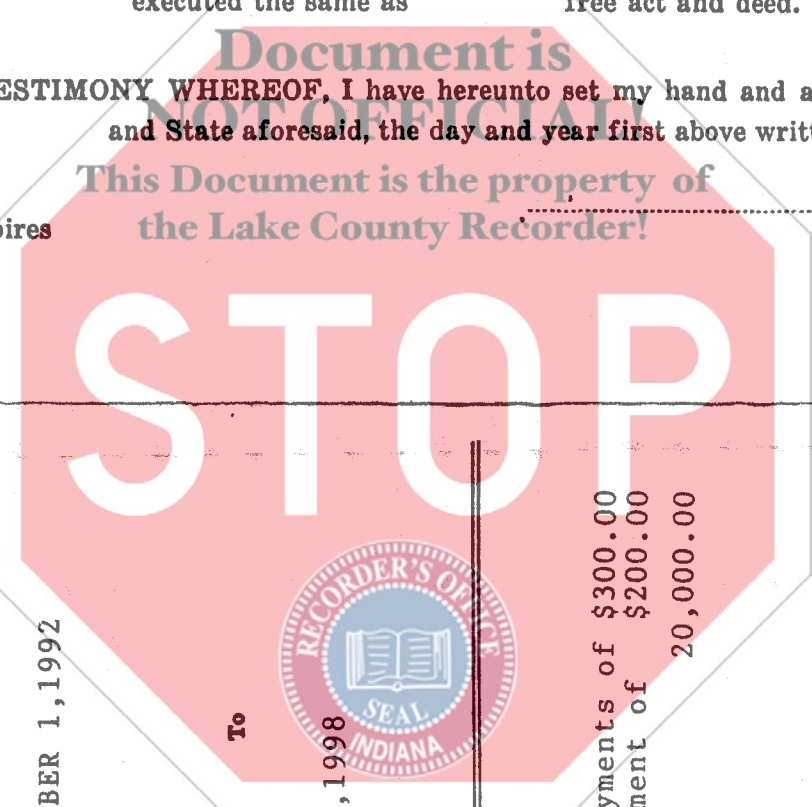 executed the same as free act and deed.
ESTIMONY WHEREOF, I have hereunto set my hand and a
and State aforesaid, the day and year first above writt
pires
Document is
NOT OFFICIAL!
This Document is the property of
the Lake County Recorder!
STOP
RECORDER'S OFFICE
SEAL
INDIANA
BER 1,1992
To
,1998
yments of $300.00
ment of $200.00
20,000.00